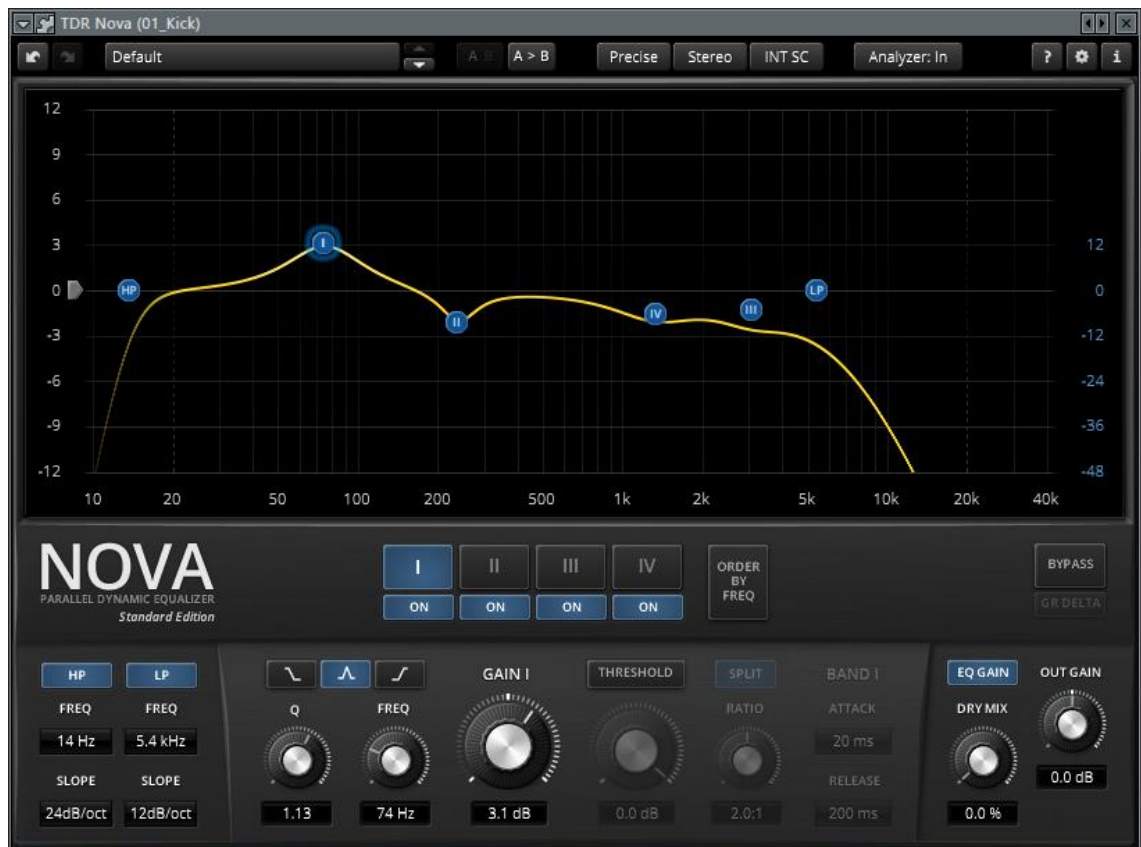 TDR Nova (01_Kick)
Default A B A > B Precise Stereo INT SC Analyzer: In ? i
12
9
6
3 12
0 HP I II IV III LP 0
-3 -12
-6 -24
-9 -36
-12 -48
10 20 50 100 200 500 1k 2k 5k 10k 20k 40k
NOVA
PARALLEL DYNAMIC EQUALIZER
Standard Edition
I II III IV
ON ON ON ON
ORDER
BY
FREQ
BYPASS
GR DELTA
HP LP
FREQ FREQ
14 Hz 5.4 kHz
SLOPE SLOPE
24dB/oct 12dB/oct
Q FREQ
1.13 74 Hz
GAIN I
3.1 dB
THRESHOLD
0.0 dB
SPLIT
RATIO
2.0:1
BAND I
ATTACK
20 ms
RELEASE
200 ms
EQ GAIN
DRY MIX
0.0 %
OUT GAIN
0.0 dB